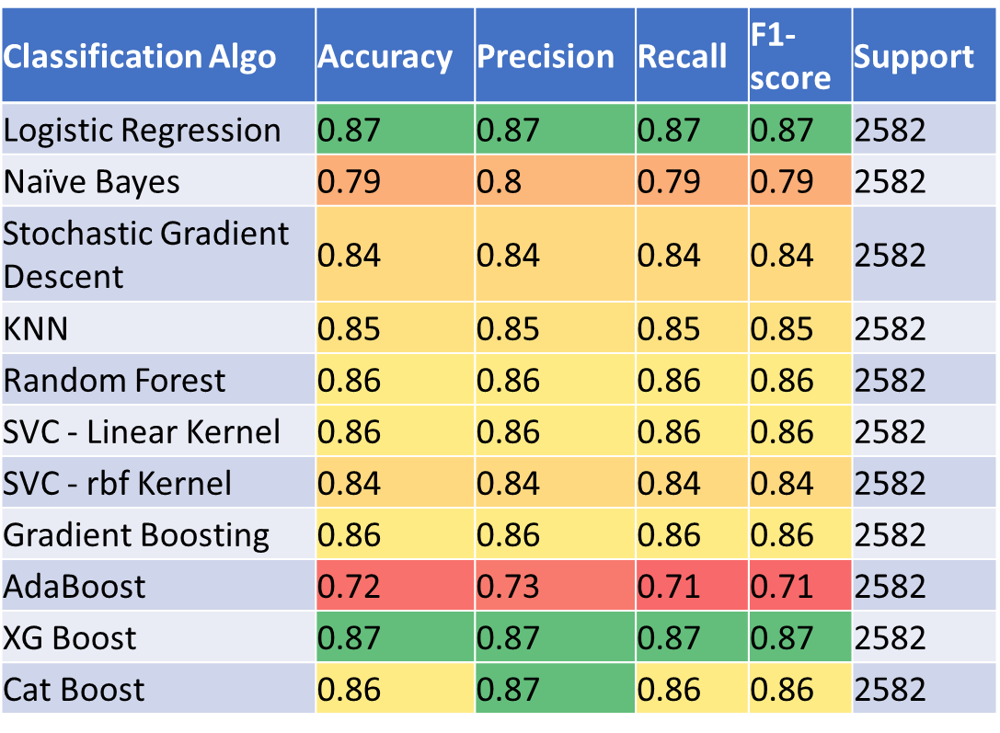 Classification Algo Accuracy Precision Recall F1-score Support
Logistic Regression 0.87 0.87 0.87 0.87 2582
Naïve Bayes 0.79 0.8 0.79 0.79 2582
Stochastic Gradient Descent 0.84 0.84 0.84 0.84 2582
KNN 0.85 0.85 0.85 0.85 2582
Random Forest 0.86 0.86 0.86 0.86 2582
SVC - Linear Kernel 0.86 0.86 0.86 0.86 2582
SVC - rbf Kernel 0.84 0.84 0.84 0.84 2582
Gradient Boosting 0.86 0.86 0.86 0.86 2582
AdaBoost 0.72 0.73 0.71 0.71 2582
XG Boost 0.87 0.87 0.87 0.87 2582
Cat Boost 0.86 0.87 0.86 0.86 2582